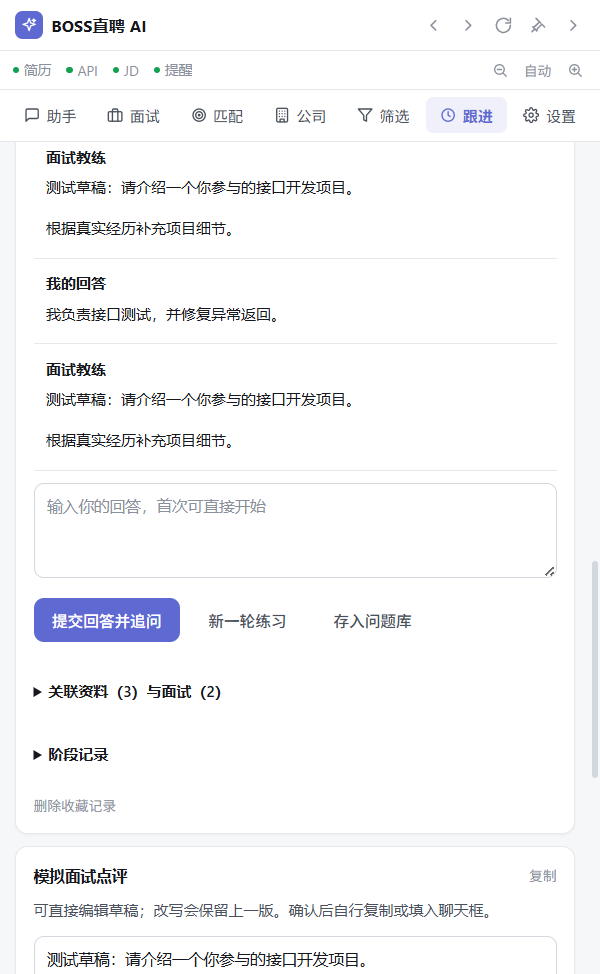 BOSS直聘 AI
简历 API JD 提醒 自动
助手 面试 匹配 公司 筛选 跟进 设置
面试教练
测试草稿：请介绍一个你参与的接口开发项目。
根据真实经历补充项目细节。
我的回答
我负责接口测试，并修复异常返回。
面试教练
测试草稿：请介绍一个你参与的接口开发项目。
根据真实经历补充项目细节。
输入你的回答，首次可直接开始
提交回答并追问 新一轮练习 存入问题库
关联资料（3）与面试（2）
阶段记录
删除收藏记录
模拟面试点评 复制
可直接编辑草稿；改写会保留上一版。确认后自行复制或填入聊天框。
测试草稿：请介绍一个你参与的接口开发项目。